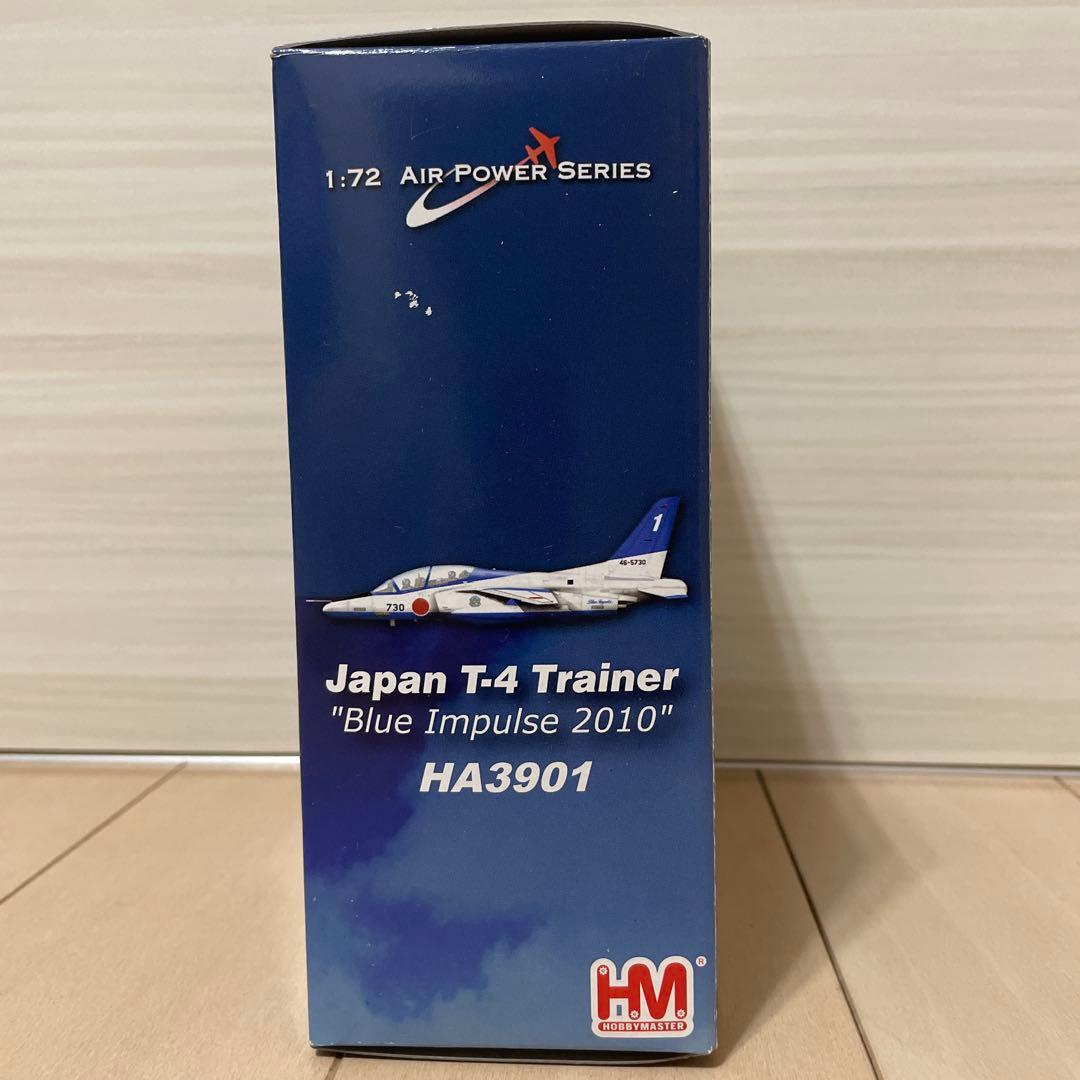 1:72 AIR POWER SERIES
1
46-5730
730
Japan T-4 Trainer
"Blue Impulse 2010"
HA3901
HM®
HOBBYMASTER